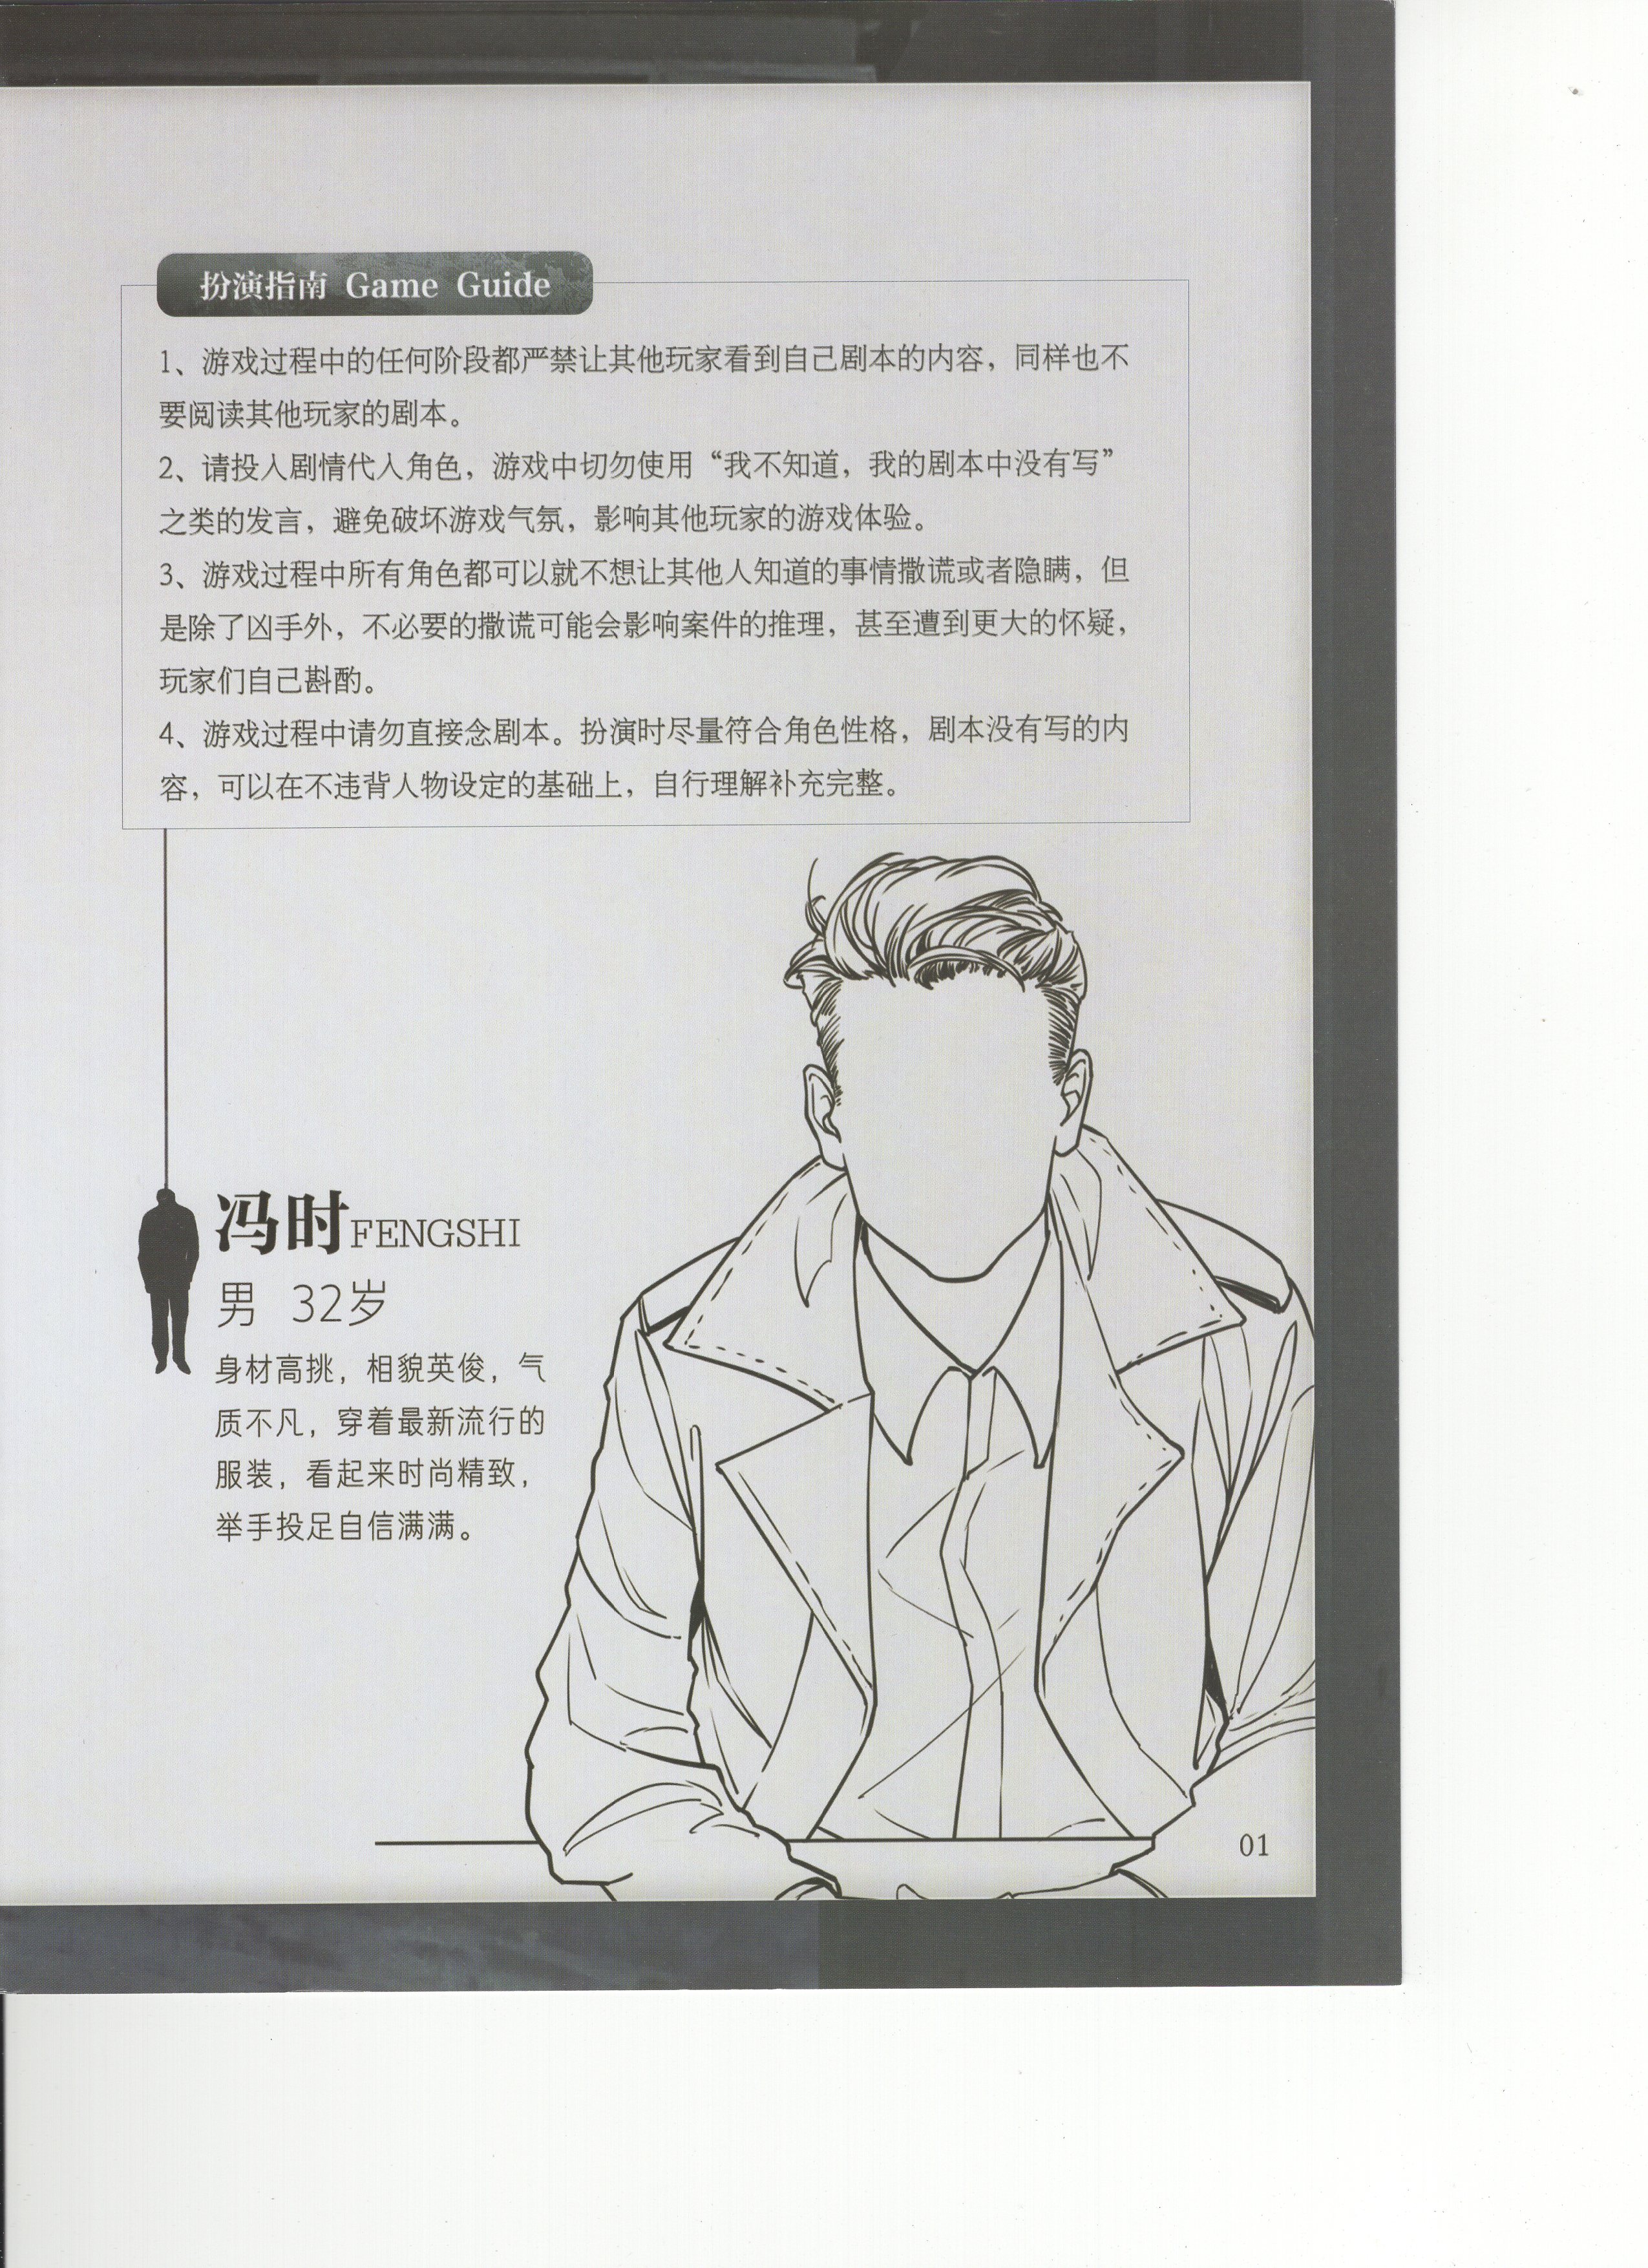 扮演指南 Game Guide
1、游戏过程中的任何阶段都严禁让其他玩家看到自己剧本的内容，同样也不
要阅读其他玩家的剧本。
2、请投入剧情代人角色，游戏中切勿使用“我不知道，我的剧本中没有写”
之类的发言，避免破坏游戏气氛，影响其他玩家的游戏体验。
3、游戏过程中所有角色都可以就不想让其他人知道的事情撒谎或者隐瞒，但
是除了凶手外，不必要的撒谎可能会影响案件的推理，甚至遭到更大的怀疑，
玩家们自己斟酌。
4、游戏过程中请勿直接念剧本。扮演时尽量符合角色性格，剧本没有写的内
容，可以在不违背人物设定的基础上，自行理解补充完整。
冯时FENGSHI
男 32岁
身材高挑，相貌英俊，气
质不凡，穿着最新流行的
服装，看起来时尚精致，
举手投足自信满满。
01